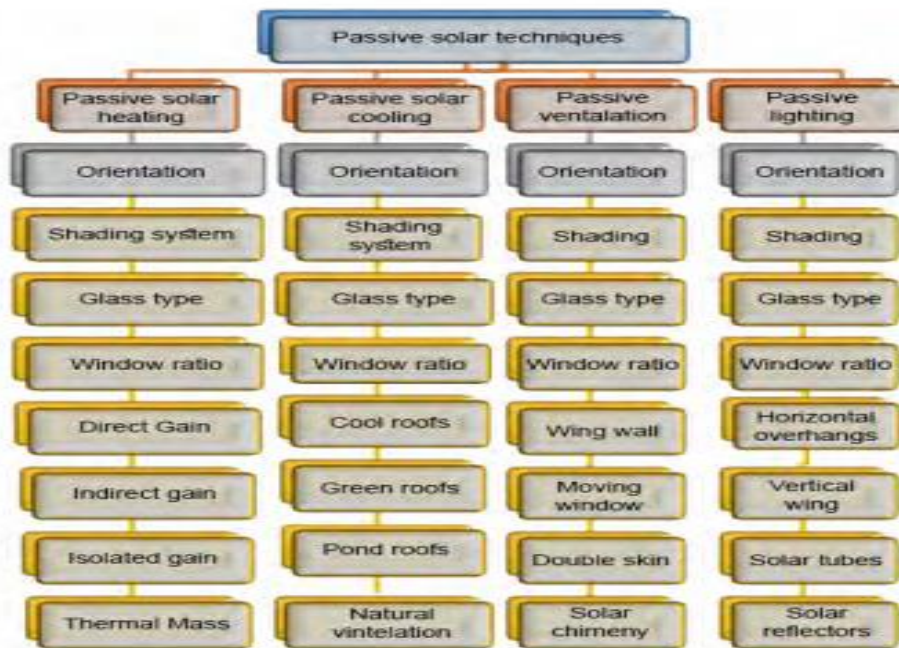 Passive solar techniques
Passive solar
heating
Passive solar
cooling
Passive
ventalation
Passive
lighting
Orientation
Orientation
Orientation
Orientation
Shading system
Shading
system
Shading
Shading
Glass type
Glass type
Glass type
Glass type
Window ratio
Window ratio
Window ratio
Window ratio
Direct Gain
Cool roofs
Wing wall
Horizontal
overhangs
Indirect gain
Green roofs
Moving
window
Vertical
wing
Isolated gain
Pond roofs
Double skin
Solar tubes
Thermal Mass
Natural
vintelation
Solar
chimeny
Solar
reflectors